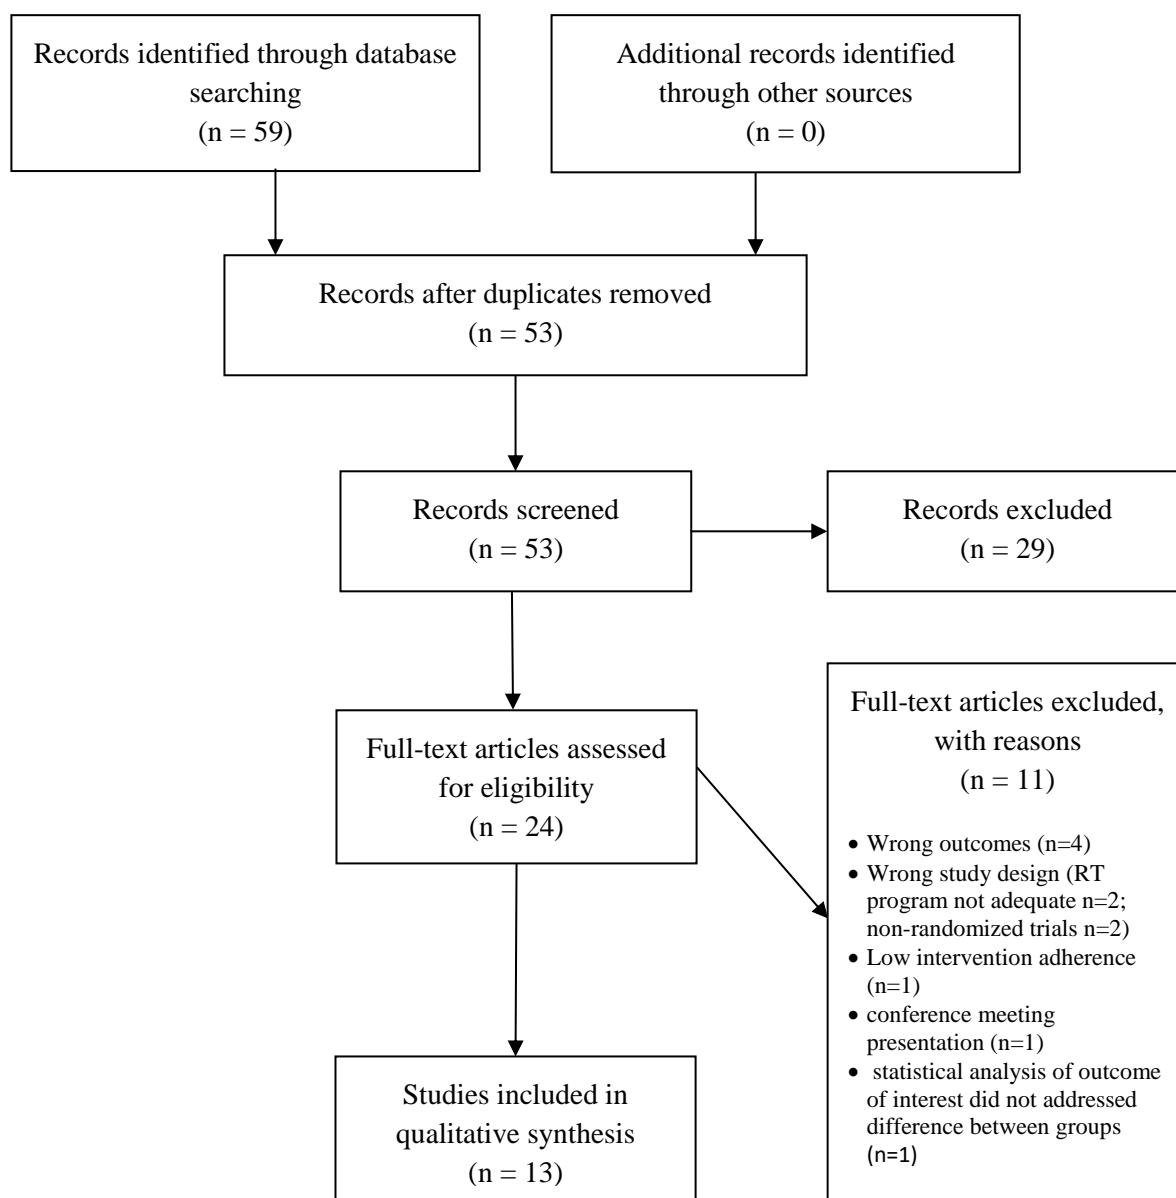 Records identified through database
searching
(n = 59)
Additional records identified
through other sources
(n = 0)
Records after duplicates removed
(n = 53)
Records screened
(n = 53)
Records excluded
(n = 29)
Full-text articles assessed
for eligibility
(n = 24)
Full-text articles excluded,
with reasons
(n = 11)
• Wrong outcomes (n=4)
• Wrong study design (RT
program not adequate n=2;
non-randomized trials n=2)
• Low intervention adherence
(n=1)
• conference meeting
presentation (n=1)
• statistical analysis of outcome
of interest did not addressed
difference between groups
(n=1)
Studies included in
qualitative synthesis
(n = 13)